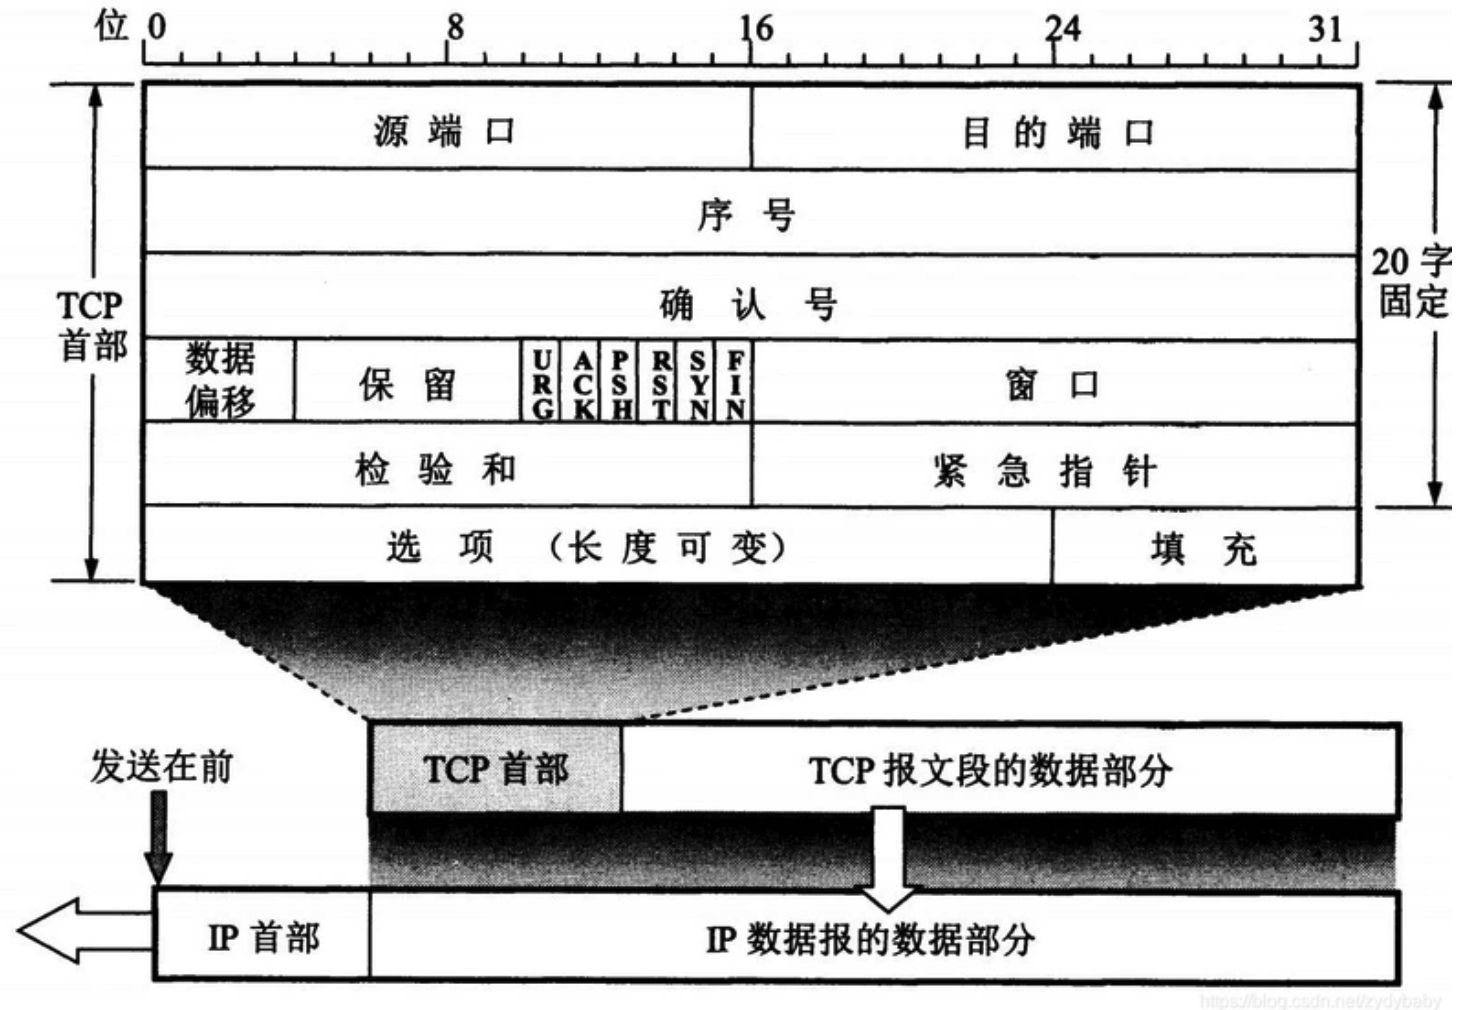 位 0 8 16 24 31
源端口 目的端口
序号
确认号
TCP
首部
20 字
固定
数据
偏移
保留
URG
ACK
PSH
RST
SYN
FIN
窗口
检验和 紧急指针
选项 （长度可变） 填充
发送在前
TCP 首部 TCP 报文段的数据部分
IP 首部 IP 数据报的数据部分
https://blog.csdn.net/zydybaby